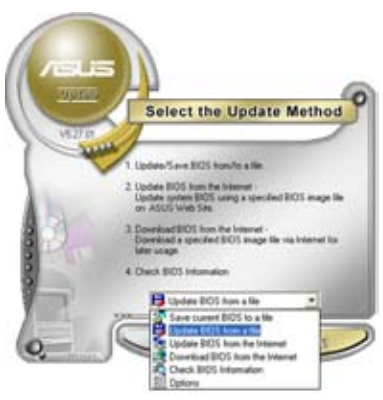 ASUS
Update
V5.27.01
Select the Update Method
1. Update/Save BIOS from/to a file.
2. Update BIOS from the Internet -
Update system BIOS using a specified BIOS image file
on ASUS Web Site.
3. Download BIOS from the Internet -
Download a specified BIOS image file via Internet for
later usage.
4. Check BIOS Information
Update BIOS from a file
Save current BIOS to a file
Update BIOS from a file
Update BIOS from the Internet
Download BIOS from the Internet
Check BIOS Information
Options